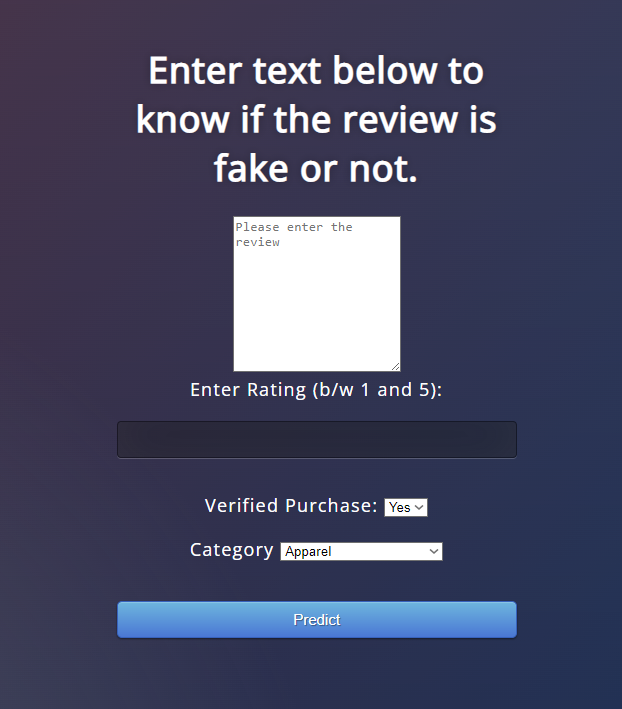 Enter text below to
know if the review is
fake or not.
Please enter the
review
Enter Rating (b/w 1 and 5):
Verified Purchase: Yes
Category Apparel
Predict